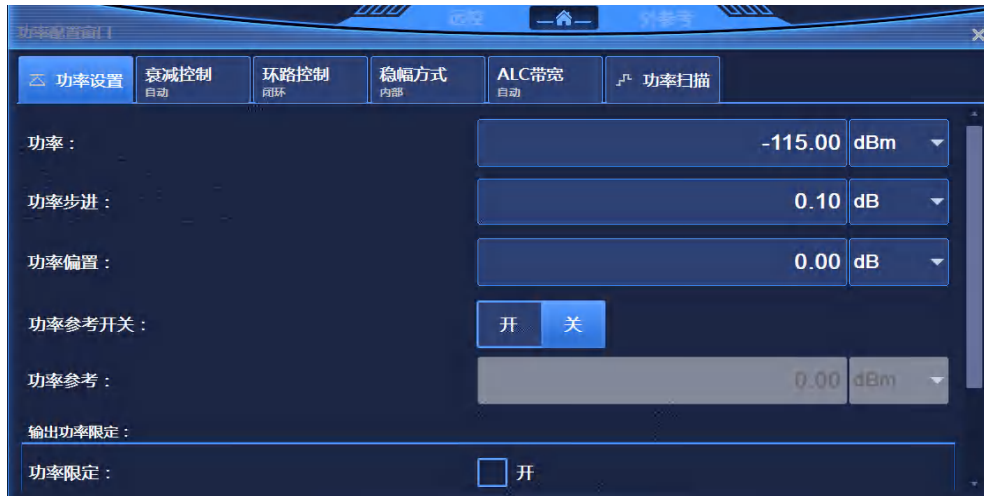 远控 外参考
功率配置窗口
功率设置 衰减控制 环路控制 稳幅方式 ALC带宽 功率扫描
自动 闭环 内部 自动
功率： -115.00 dBm
功率步进： 0.10 dB
功率偏置： 0.00 dB
功率参考开关： 开 关
功率参考： 0.00 dBm
输出功率限定：
功率限定： 开